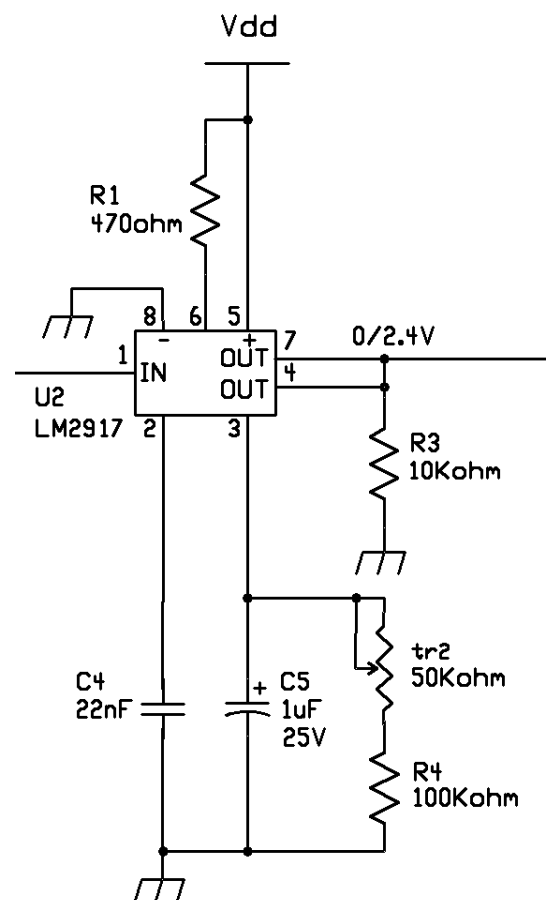 Vdd
R1
470ohm
8
6
5
-
+
7
0/2.4V
1
IN
OUT
OUT
4
U2
LM2917
2
3
R3
10Kohm
tr2
50Kohm
C4
22nF
+
C5
1uF
25V
R4
100Kohm